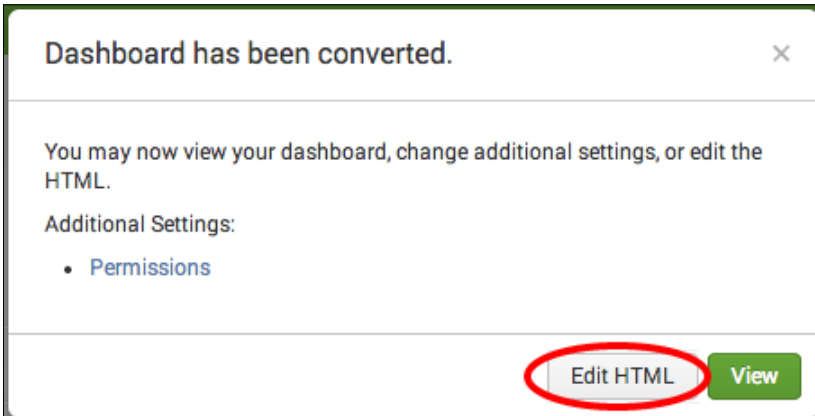 Dashboard has been converted.
×
You may now view your dashboard, change additional settings, or edit the
HTML.
Additional Settings:
• Permissions
Edit HTML View